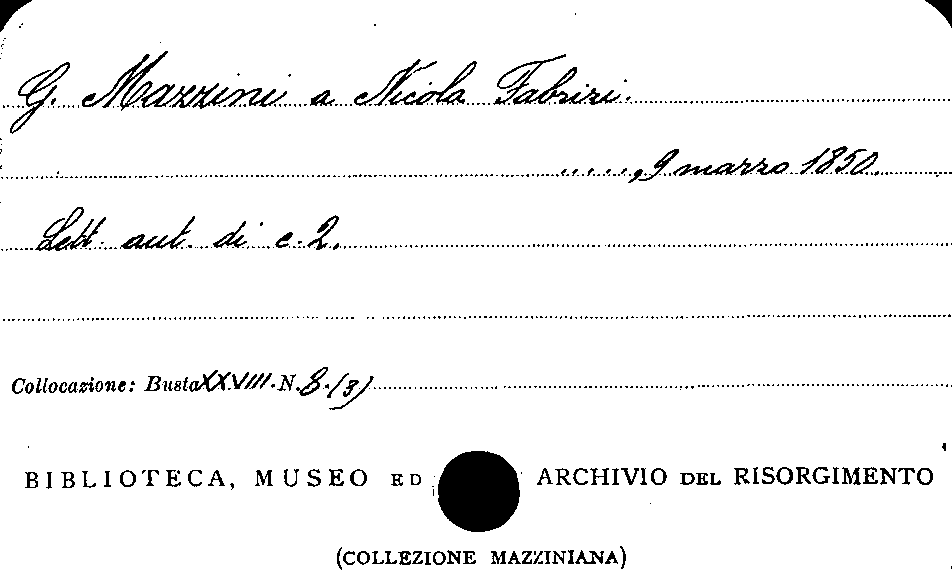 G. Mazzini a Nicola Fabrizi.
....., 9 marzo 1850.
Lett. aut. di c. 2.
Collocazione: Busta XXVIII. N. 8. (3)
BIBLIOTECA, MUSEO ED ARCHIVIO DEL RISORGIMENTO
(COLLEZIONE MAZZINIANA)